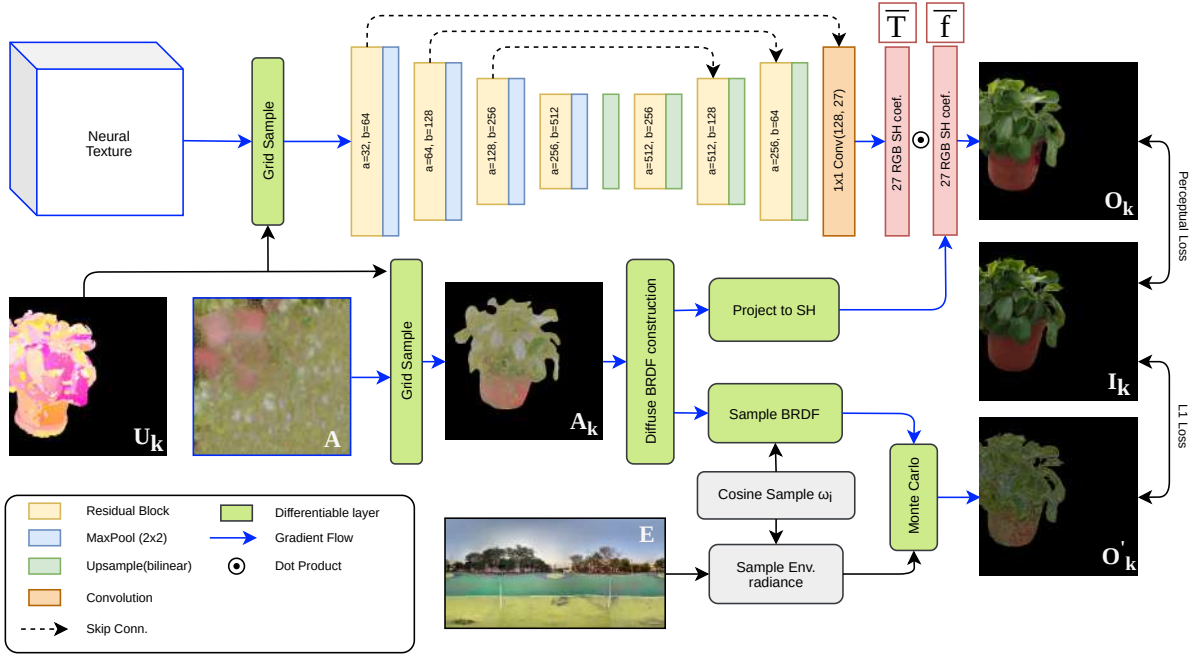 T
f
Neural
Texture
Grid Sample
a=32, b=64
a=64, b=128
a=128, b=256
a=256, b=512
a=512, b=256
a=512, b=128
a=256, b=64
1x1 Conv(128, 27)
27 RGB SH coef.
27 RGB SH coef.
Ok
Perceptual Loss
Uk
A
Grid Sample
Ak
Diffuse BRDF construction
Project to SH
Sample BRDF
Cosine Sample ωi
Sample Env.
radiance
Monte Carlo
Ik
L1 Loss
O'k
E
Residual Block
MaxPool (2x2)
Upsample(bilinear)
Convolution
Skip Conn.
Differentiable layer
Gradient Flow
Dot Product